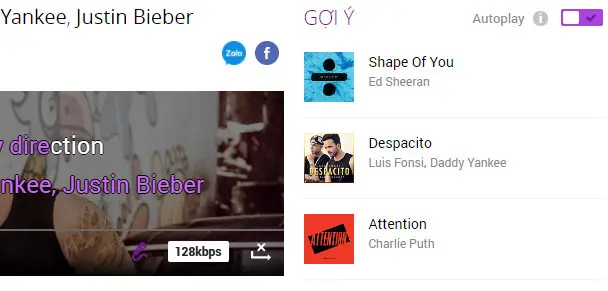 Yankee, Justin Bieber
Zalo
f
y direction
nkee, Justin Bieber
128kbps
GỢI Ý
Autoplay
i
Shape Of You
Ed Sheeran
DESPACITO
Despacito
Luis Fonsi, Daddy Yankee
ATTENTION
Attention
Charlie Puth